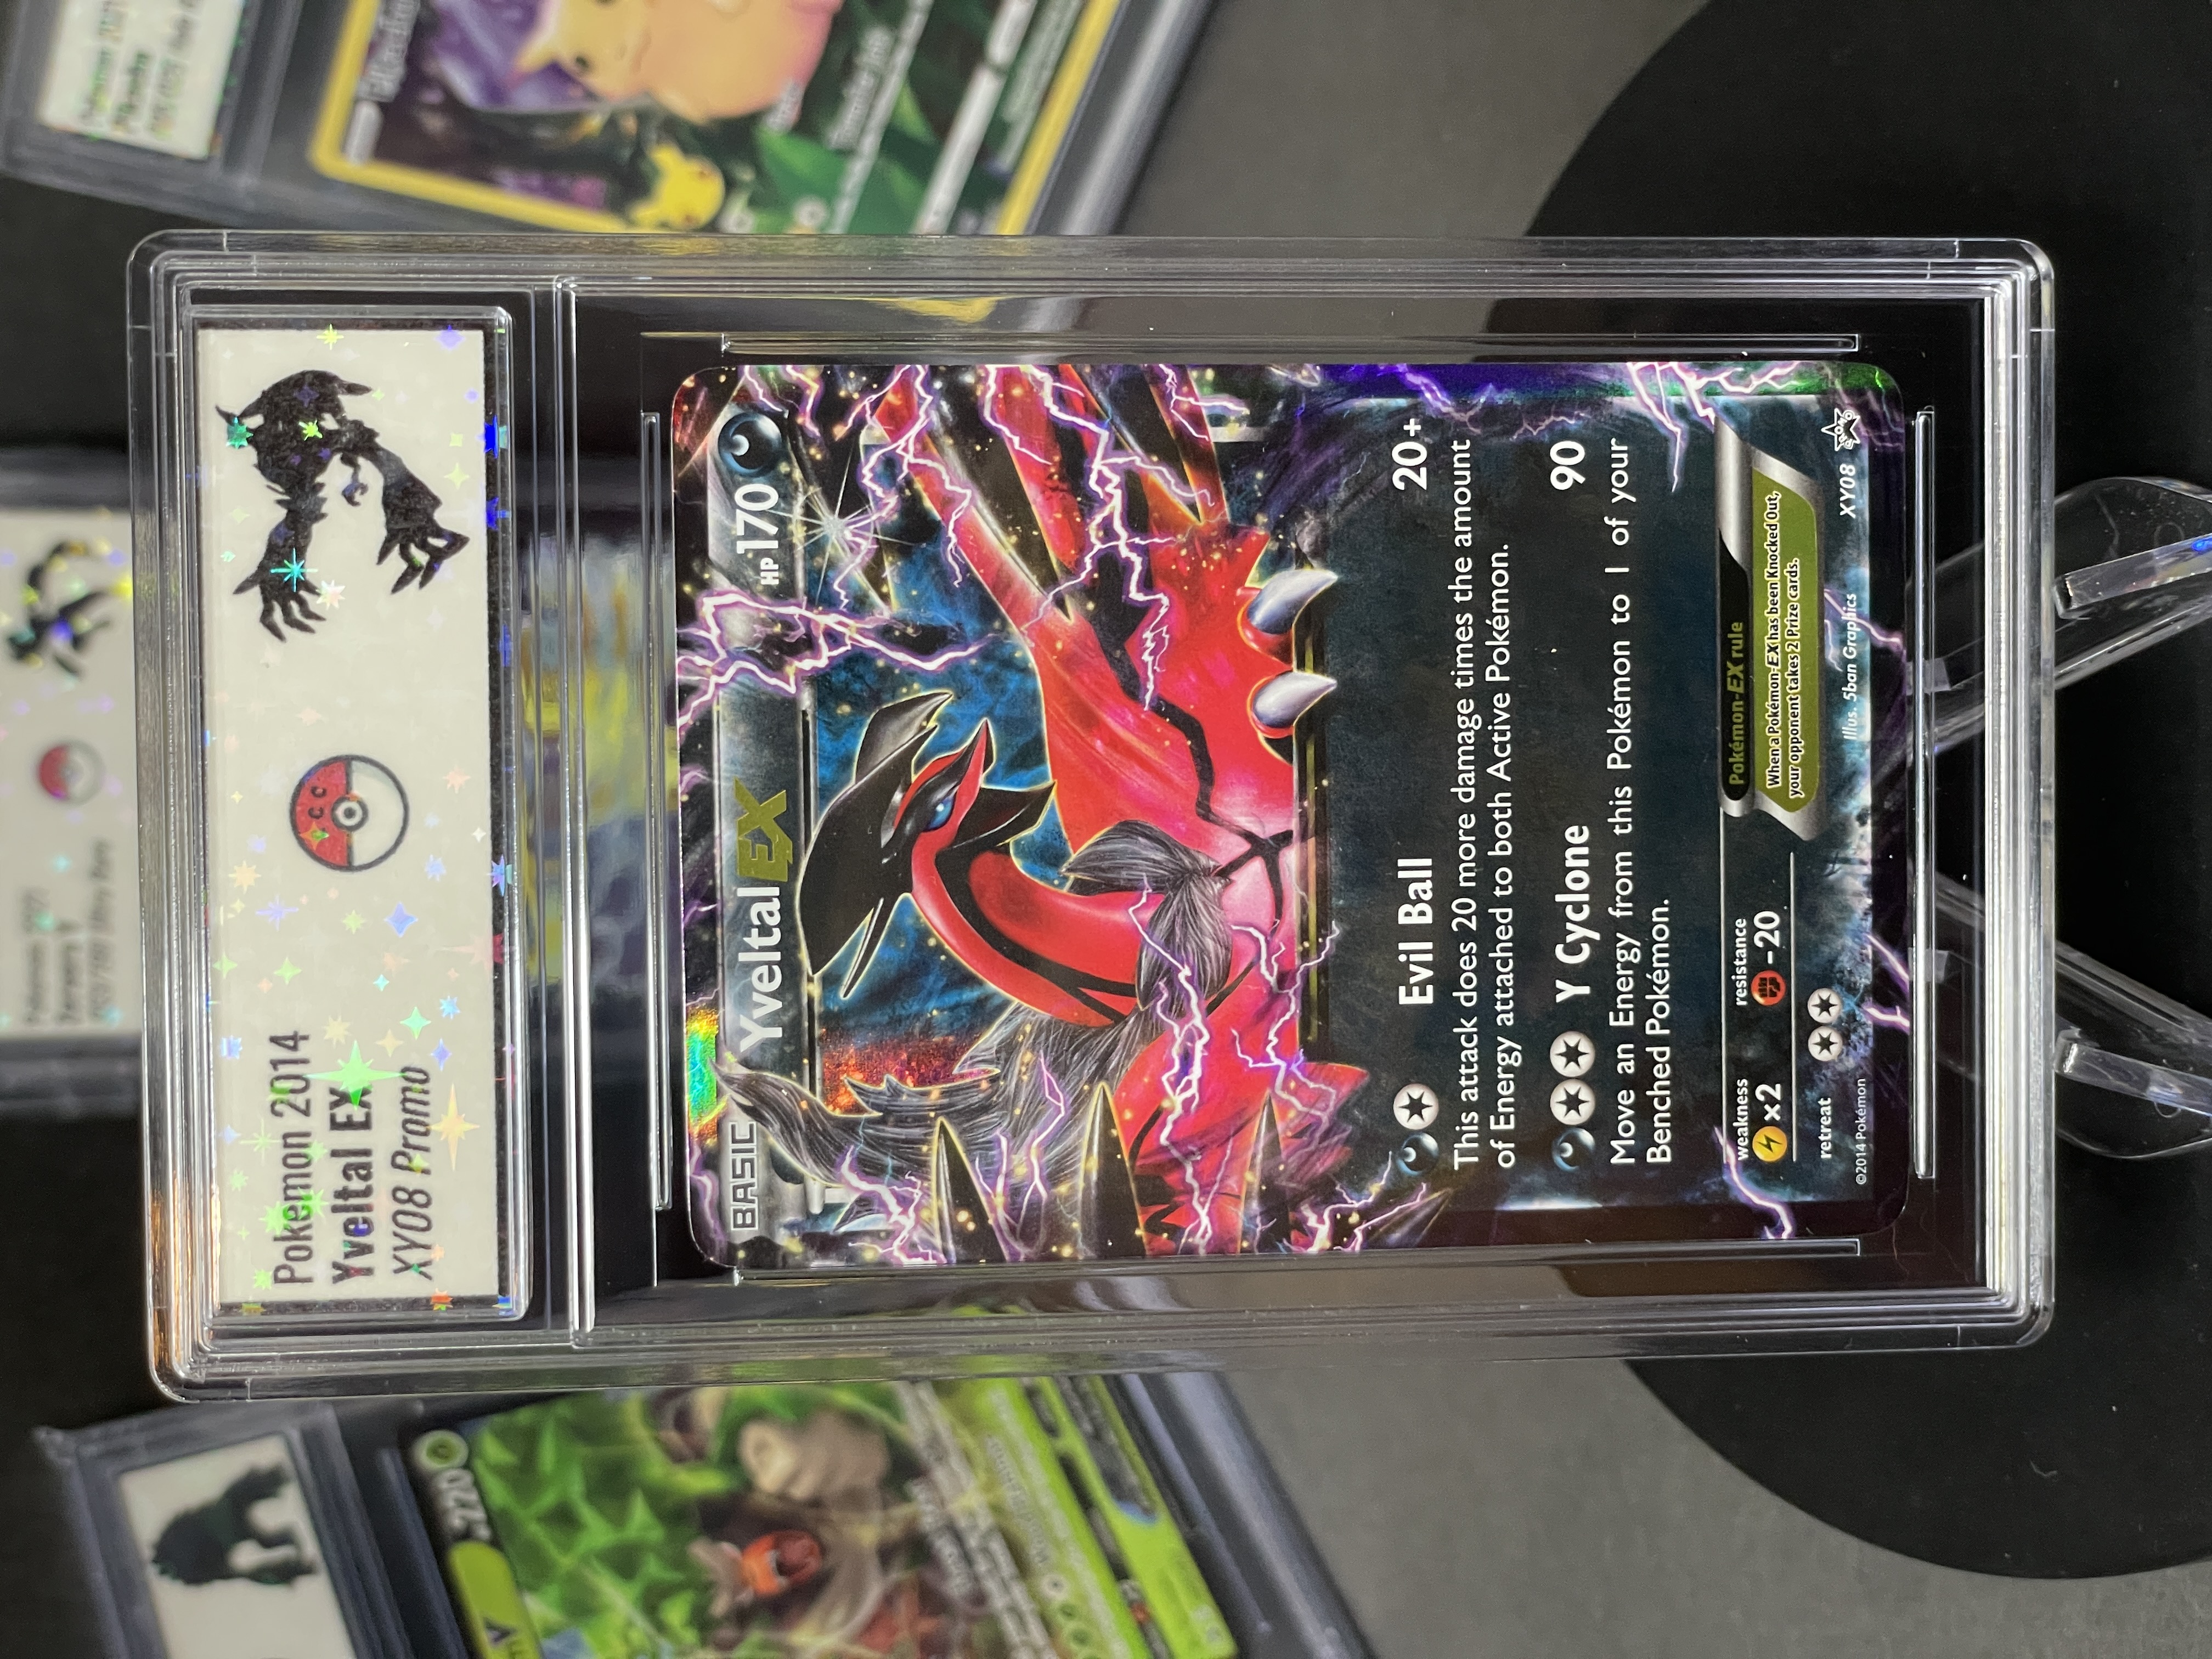 Pokemon 2014
Yveltal EX
XY08 Promo
CC
BASIC
Yveltal EX
HP170
Evil Ball 20+
This attack does 20 more damage times the amount
of Energy attached to both Active Pokémon.
Y Cyclone 90
Move an Energy from this Pokémon to 1 of your
Benched Pokémon.
weakness resistance
×2 -20
retreat
Pokémon-EX rule
When a Pokémon-EX has been Knocked Out,
your opponent takes 2 Prize cards.
©2014 Pokémon
Illus. 5ban Graphics
XY08
PROMO
220
V
Pikachu